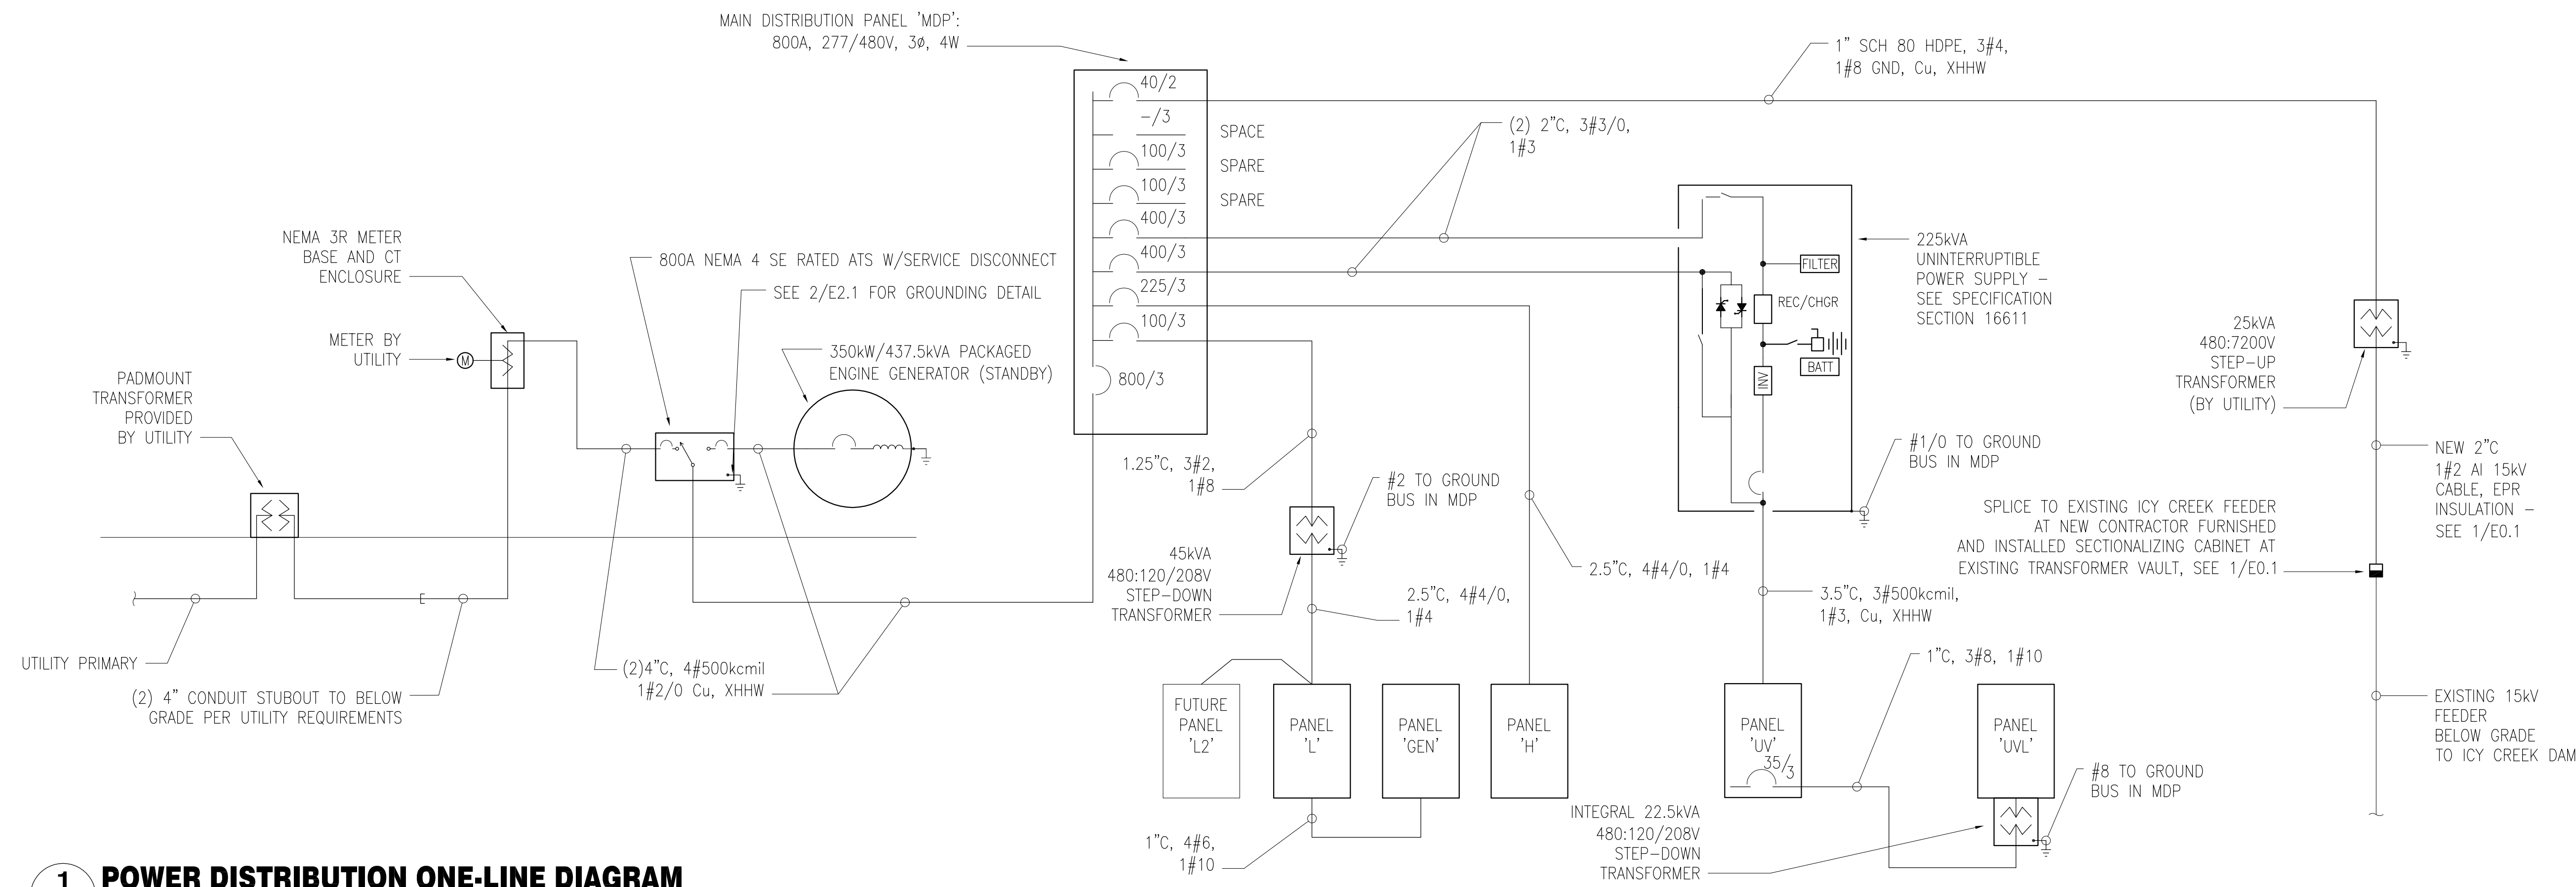 MAIN DISTRIBUTION PANEL 'MDP':
800A, 277/480V, 3ø, 4W
40/2
-/3
SPACE
100/3
SPARE
100/3
SPARE
400/3
400/3
225/3
100/3
800/3
1" SCH 80 HDPE, 3#4,
1#8 GND, Cu, XHHW
(2) 2"C, 3#3/0,
1#3
NEMA 3R METER
BASE AND CT
ENCLOSURE
METER BY
UTILITY
M
PADMOUNT
TRANSFORMER
PROVIDED
BY UTILITY
800A NEMA 4 SE RATED ATS W/SERVICE DISCONNECT
SEE 2/E2.1 FOR GROUNDING DETAIL
350kW/437.5kVA PACKAGED
ENGINE GENERATOR (STANDBY)
UTILITY PRIMARY
(2) 4" CONDUIT STUBOUT TO BELOW
GRADE PER UTILITY REQUIREMENTS
(2)4"C, 4#500kcmil
1#2/0 Cu, XHHW
FILTER
REC/CHGR
BATT
INV
225kVA
UNINTERRUPTIBLE
POWER SUPPLY -
SEE SPECIFICATION
SECTION 16611
#1/0 TO GROUND
BUS IN MDP
1.25"C, 3#2,
1#8
#2 TO GROUND
BUS IN MDP
45kVA
480:120/208V
STEP-DOWN
TRANSFORMER
2.5"C, 4#4/0,
1#4
2.5"C, 4#4/0, 1#4
3.5"C, 3#500kcmil,
1#3, Cu, XHHW
25kVA
480:7200V
STEP-UP
TRANSFORMER
(BY UTILITY)
NEW 2"C
1#2 Al 15kV
CABLE, EPR
INSULATION -
SEE 1/E0.1
SPLICE TO EXISTING ICY CREEK FEEDER
AT NEW CONTRACTOR FURNISHED
AND INSTALLED SECTIONALIZING CABINET AT
EXISTING TRANSFORMER VAULT, SEE 1/E0.1
EXISTING 15kV
FEEDER
BELOW GRADE
TO ICY CREEK DAM
FUTURE
PANEL
'L2'
PANEL
'L'
PANEL
'GEN'
PANEL
'H'
PANEL
'UV'
35/3
PANEL
'UVL'
1"C, 3#8, 1#10
#8 TO GROUND
BUS IN MDP
1"C, 4#6,
1#10
INTEGRAL 22.5kVA
480:120/208V
STEP-DOWN
TRANSFORMER
1
POWER DISTRIBUTION ONE-LINE DIAGRAM